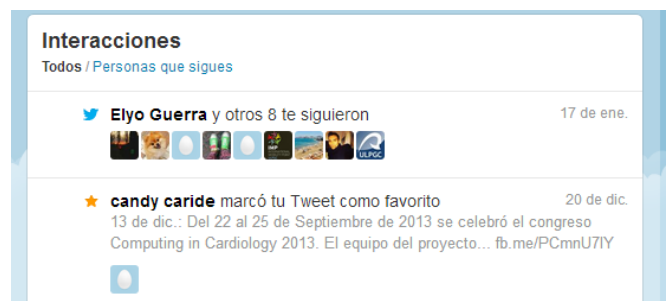 Interacciones
Todos / Personas que sigues
Elyo Guerra y otros 8 te siguieron 17 de ene.
ULPGC
candy caride marcó tu Tweet como favorito 20 de dic.
13 de dic.: Del 22 al 25 de Septiembre de 2013 se celebró el congreso
Computing in Cardiology 2013. El equipo del proyecto... fb.me/PCmnU7lY